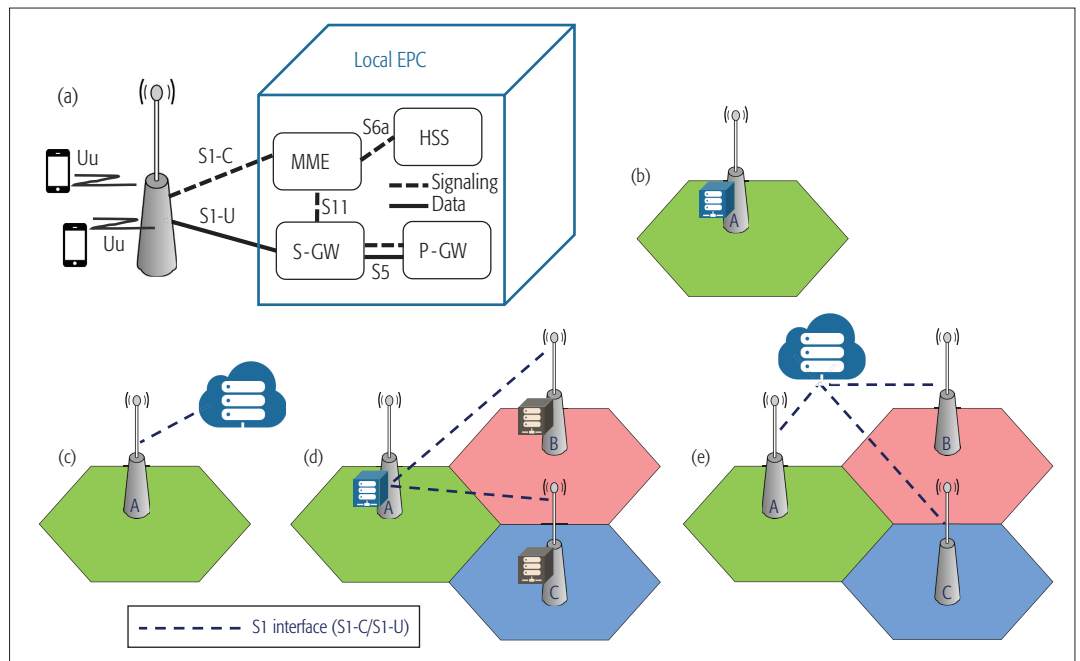 Local EPC
(a)
S6a
HSS
Uu
S1-C
MME
Signaling
Data
(b)
S11
A
S1-U
Uu
S-GW
P-GW
S5
(c)
(d)
B
(e)
B
A
A
A
C
C
S1 interface (S1-C/S1-U)